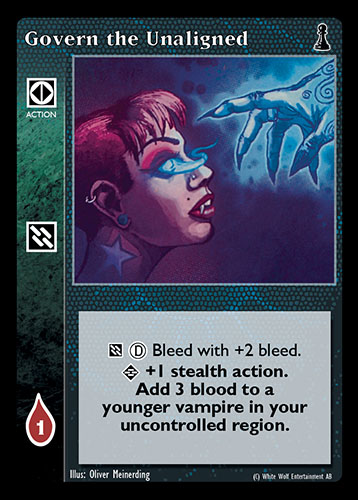 Govern the Unaligned
ACTION
D Bleed with +2 bleed.
+1 stealth action.
Add 3 blood to a
younger vampire in your
uncontrolled region.
1
Illus: Oliver Meinerding
(C) White Wolf Entertainment AB